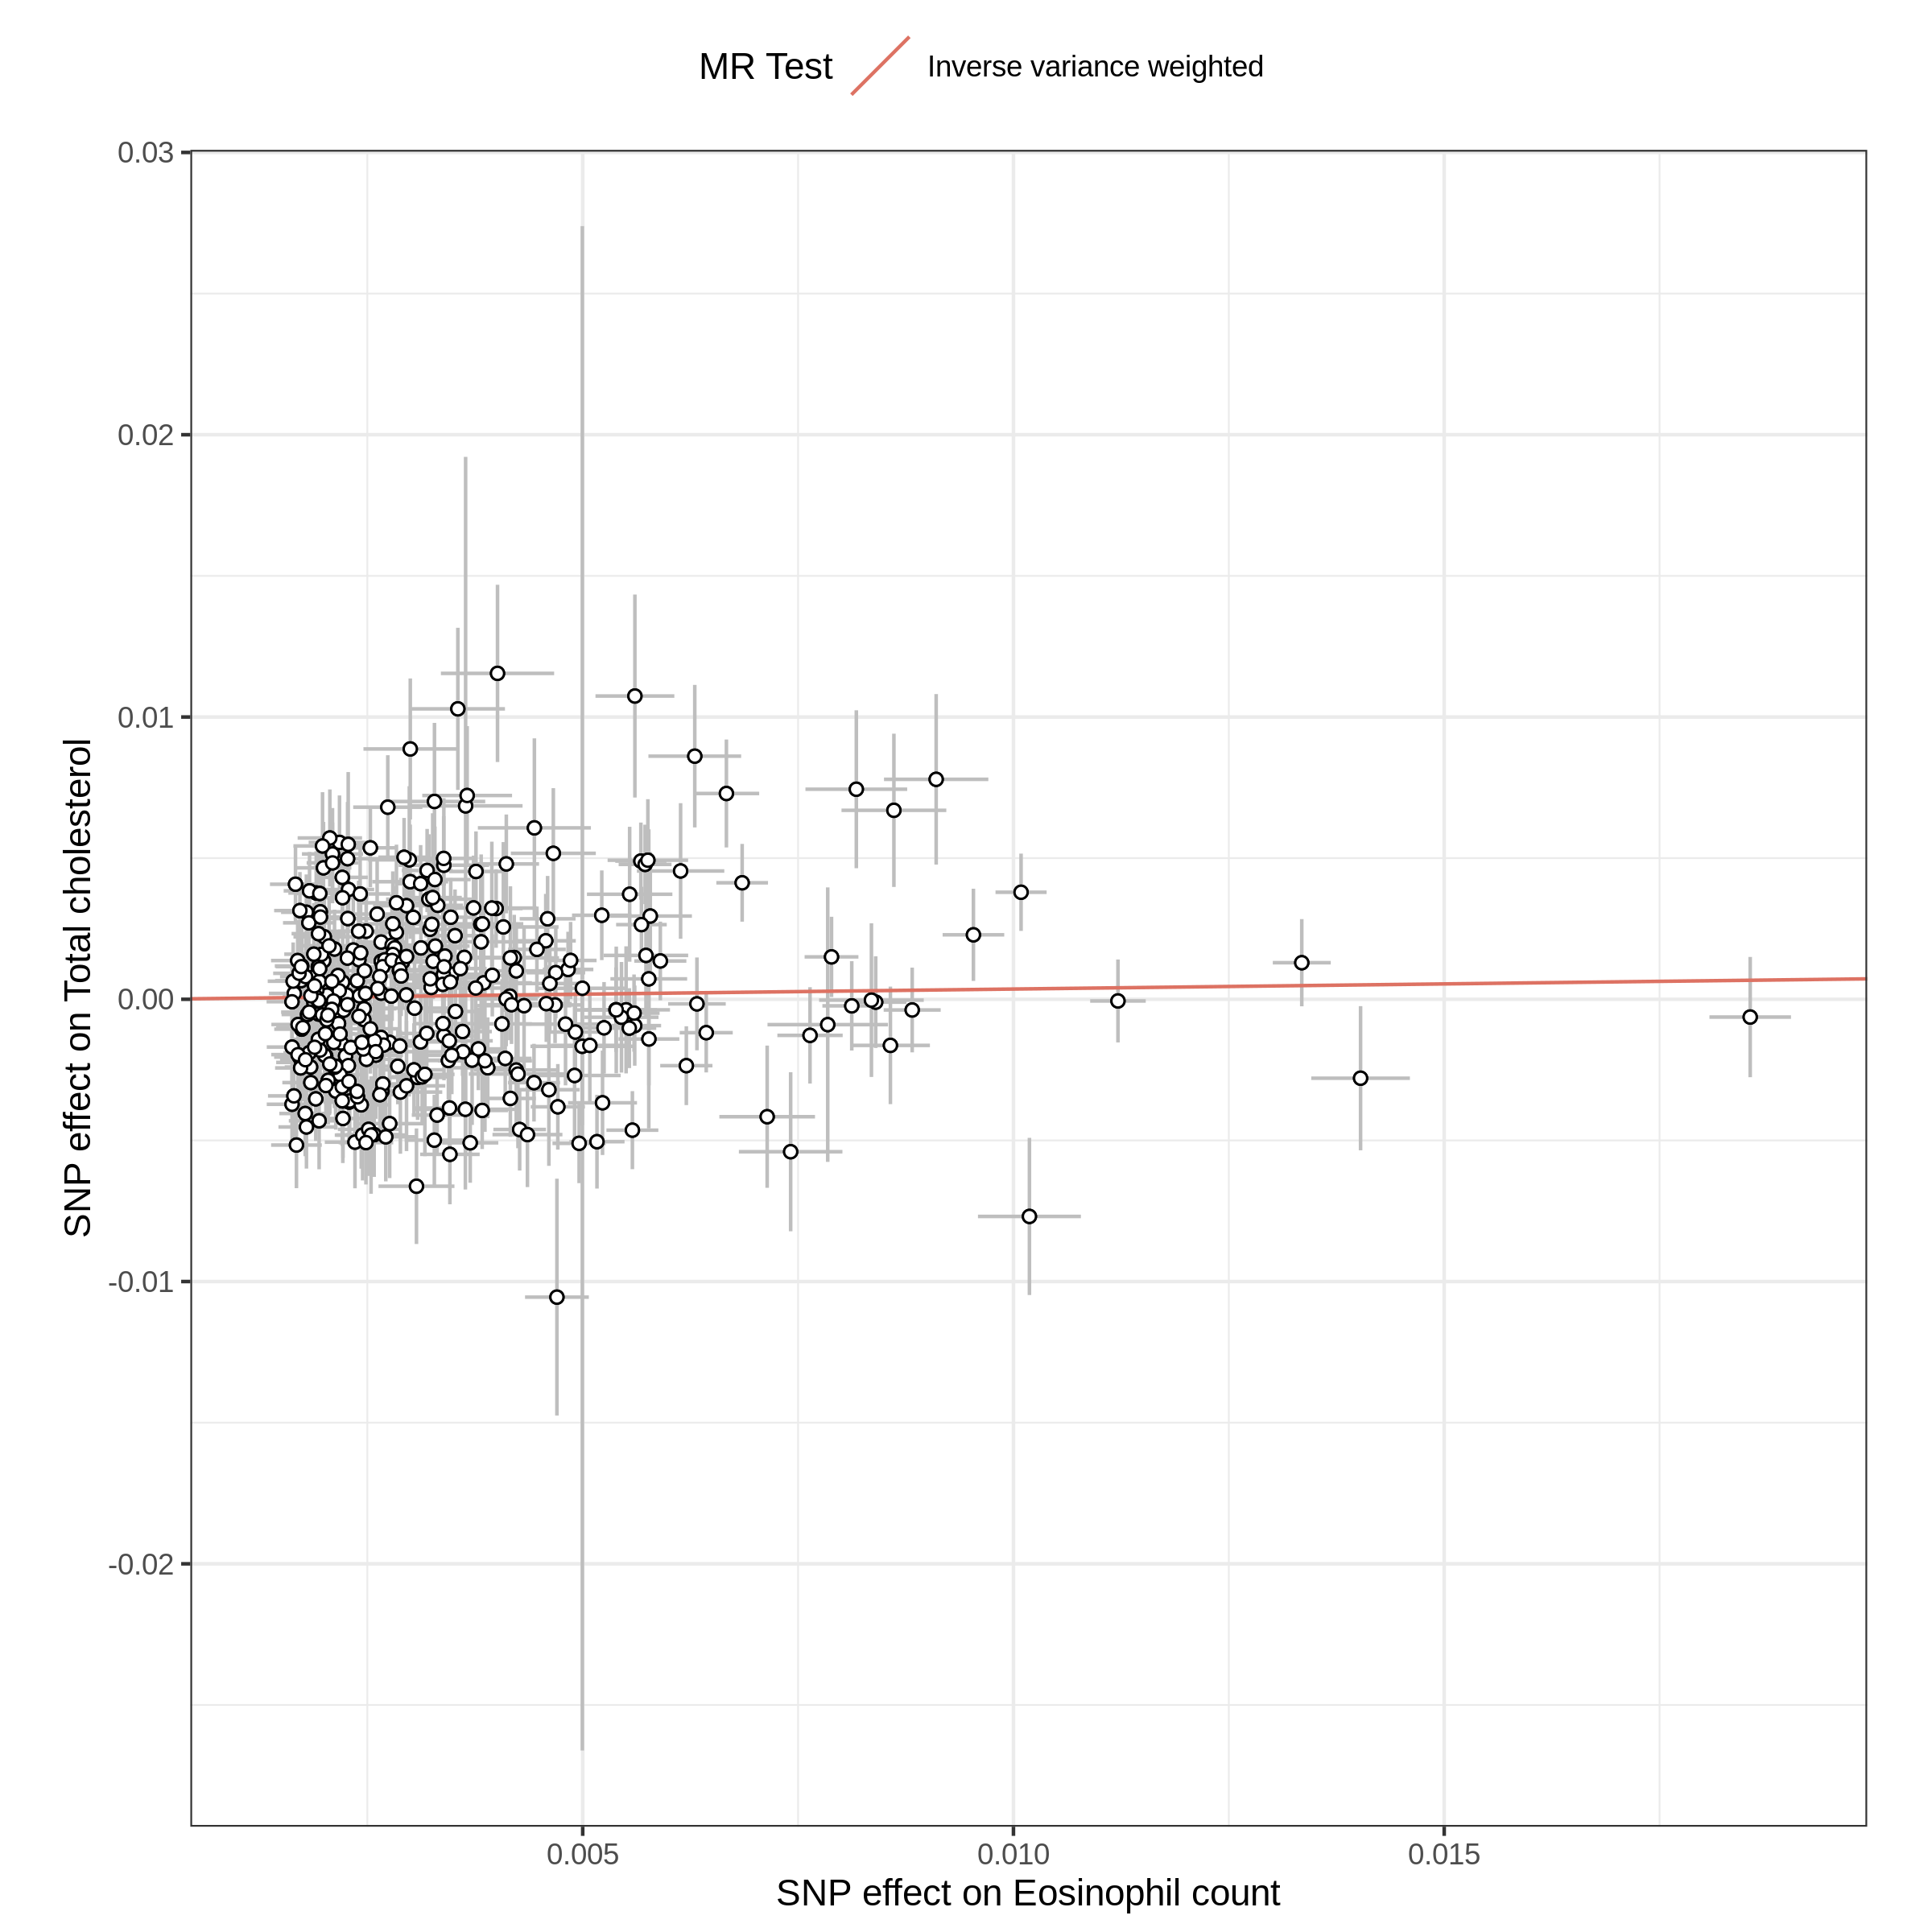 MR Test Inverse variance weighted
0.03
0.02
0.01
0.00
-0.01
-0.02
SNP effect on Total cholesterol
0.005 0.010 0.015
SNP effect on Eosinophil count